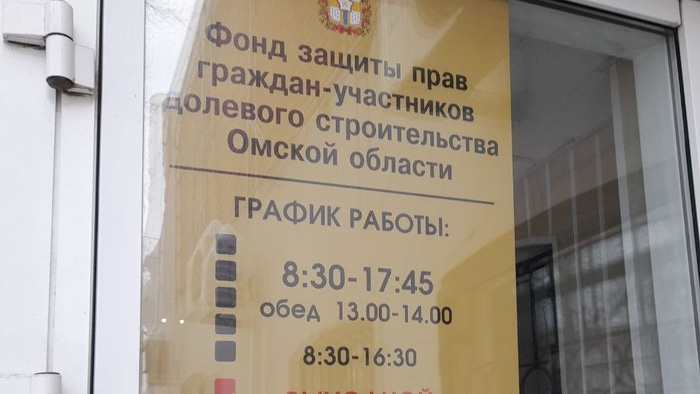 Фонд защиты прав
граждан-участников
долевого строительства
Омской области
ГРАФИК РАБОТЫ:
8:30-17:45
обед 13.00-14.00
8:30-16:30